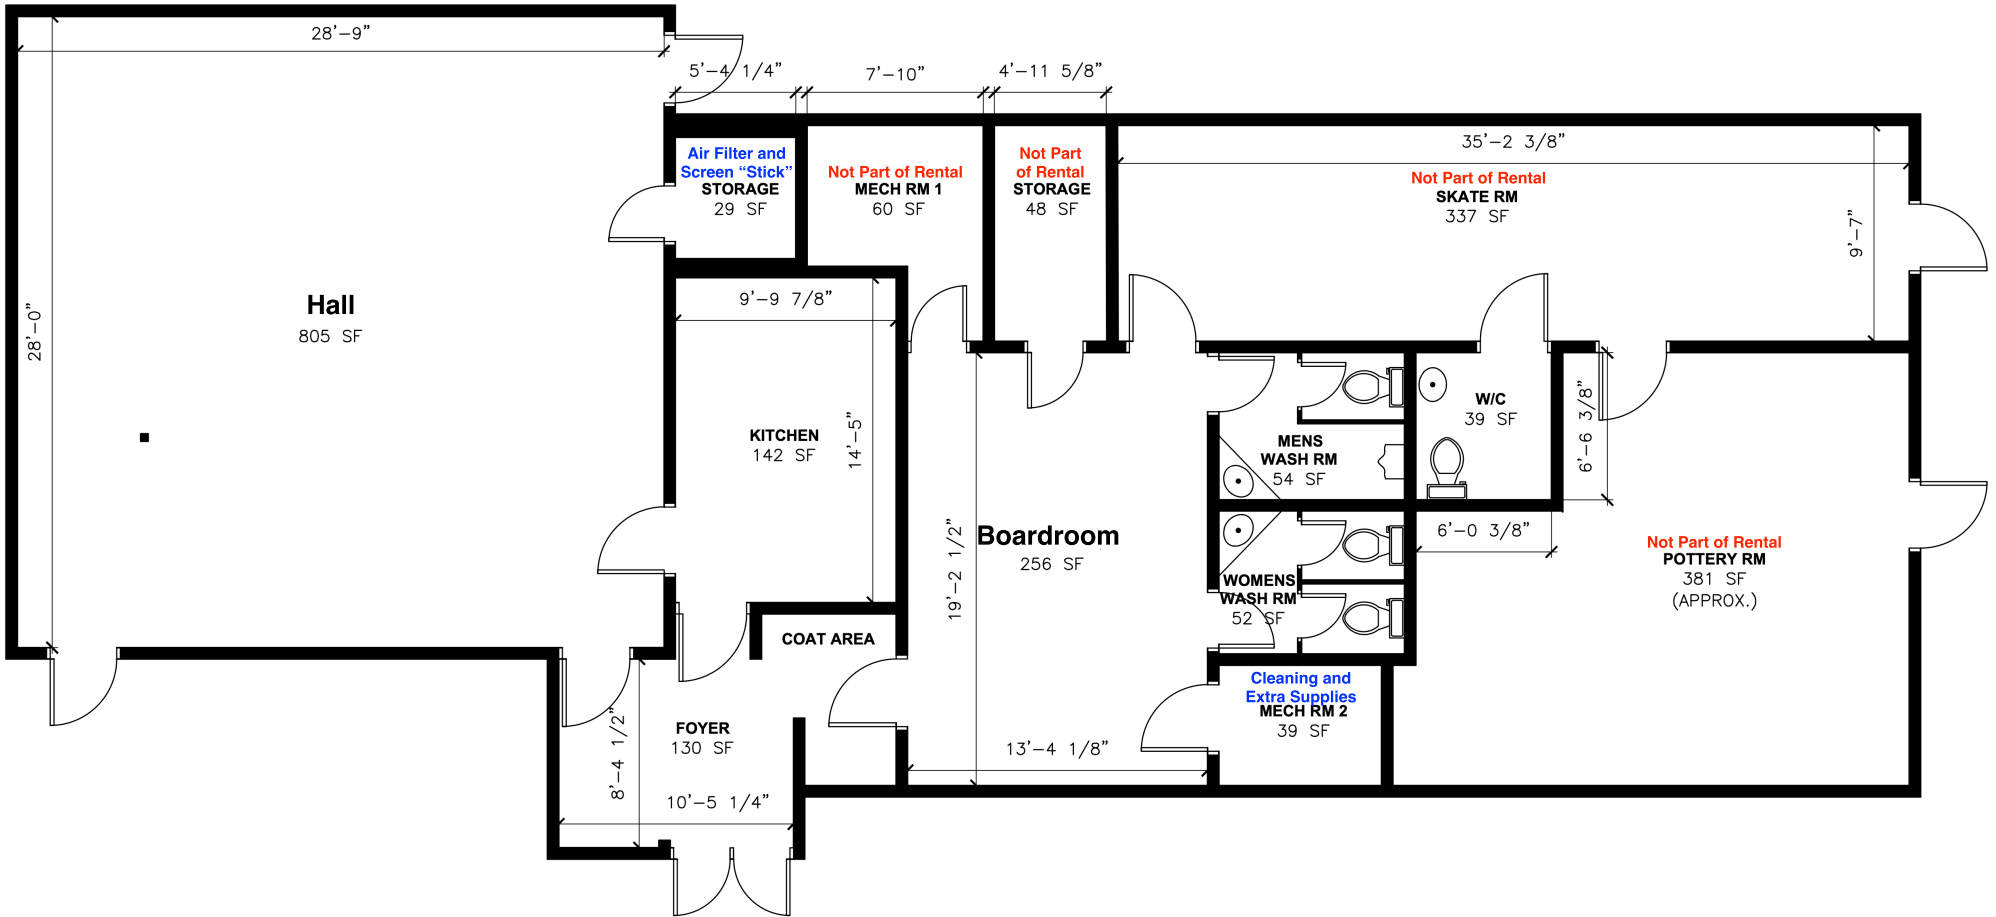 28'-9"
5'-4 1/4"
7'-10"
4'-11 5/8"
35'-2 3/8"
Air Filter and
Screen “Stick”
STORAGE
29 SF
Not Part of Rental
MECH RM 1
60 SF
Not Part
of Rental
STORAGE
48 SF
Not Part of Rental
SKATE RM
337 SF
9'-7"
Hall
805 SF
28'-0"
9'-9 7/8"
KITCHEN
142 SF
14'-5"
W/C
39 SF
6'-6 3/8"
MENS
WASH RM
54 SF
Boardroom
256 SF
19'-2 1/2"
6'-0 3/8"
Not Part of Rental
POTTERY RM
381 SF
(APPROX.)
WOMENS
WASH RM
52 SF
COAT AREA
Cleaning and
Extra Supplies
MECH RM 2
39 SF
FOYER
130 SF
8'-4 1/2"
13'-4 1/8"
10'-5 1/4"